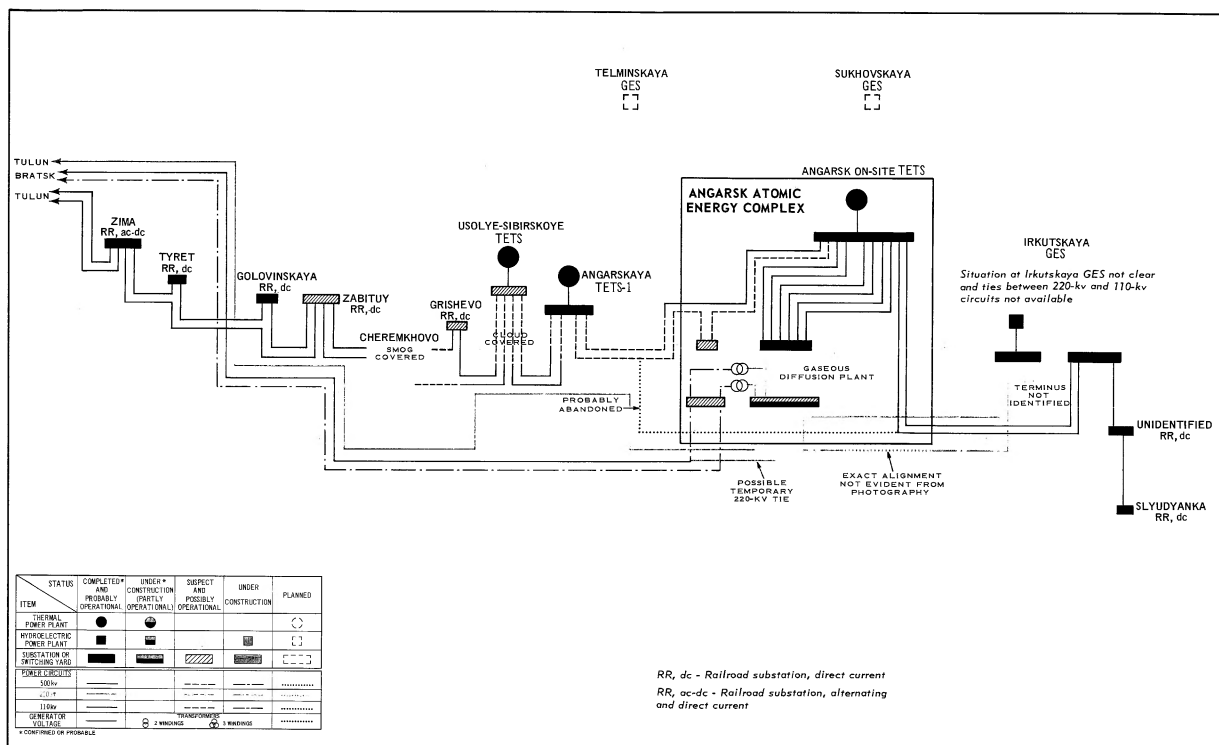 TELMINSKAYA
GES
SUKHOVSKAYA
GES
TULUN
BRATSK
TULUN
ZIMA
RR, ac-dc
TYRET
RR, dc
GOLOVINSKAYA
RR, dc
ZABITUY
RR, dc
CHEREMKHOVO
SMOG
COVERED
GRISHEVO
RR, dc
USOLYE-SIBIRSKOYE
TETS
CLOUD
COVERED
ANGARSKAYA
TETS-1
ANGARSK ON-SITE TETS
ANGARSK ATOMIC
ENERGY COMPLEX
GASEOUS
DIFFUSION PLANT
PROBABLY
ABANDONED
POSSIBLE
TEMPORARY
220-KV TIE
EXACT ALIGNMENT
NOT EVIDENT FROM
PHOTOGRAPHY
IRKUTSKAYA
GES
Situation at Irkutskaya GES not clear
and ties between 220-kv and 110-kv
circuits not available
TERMINUS
NOT
IDENTIFIED
UNIDENTIFIED
RR, dc
SLYUDYANKA
RR, dc
STATUS
ITEM
COMPLETED*
AND
PROBABLY
OPERATIONAL
UNDER*
CONSTRUCTION
(PARTLY
OPERATIONAL)
SUSPECT
AND
POSSIBLY
OPERATIONAL
UNDER
CONSTRUCTION
PLANNED
THERMAL
POWER PLANT
HYDROELECTRIC
POWER PLANT
SUBSTATION OR
SWITCHING YARD
POWER CIRCUITS
500kv
110kv
GENERATOR
VOLTAGE
TRANSFORMERS
2 WINDINGS
3 WINDINGS
* CONFIRMED OR PROBABLE
RR, dc - Railroad substation, direct current
RR, ac-dc - Railroad substation, alternating
and direct current